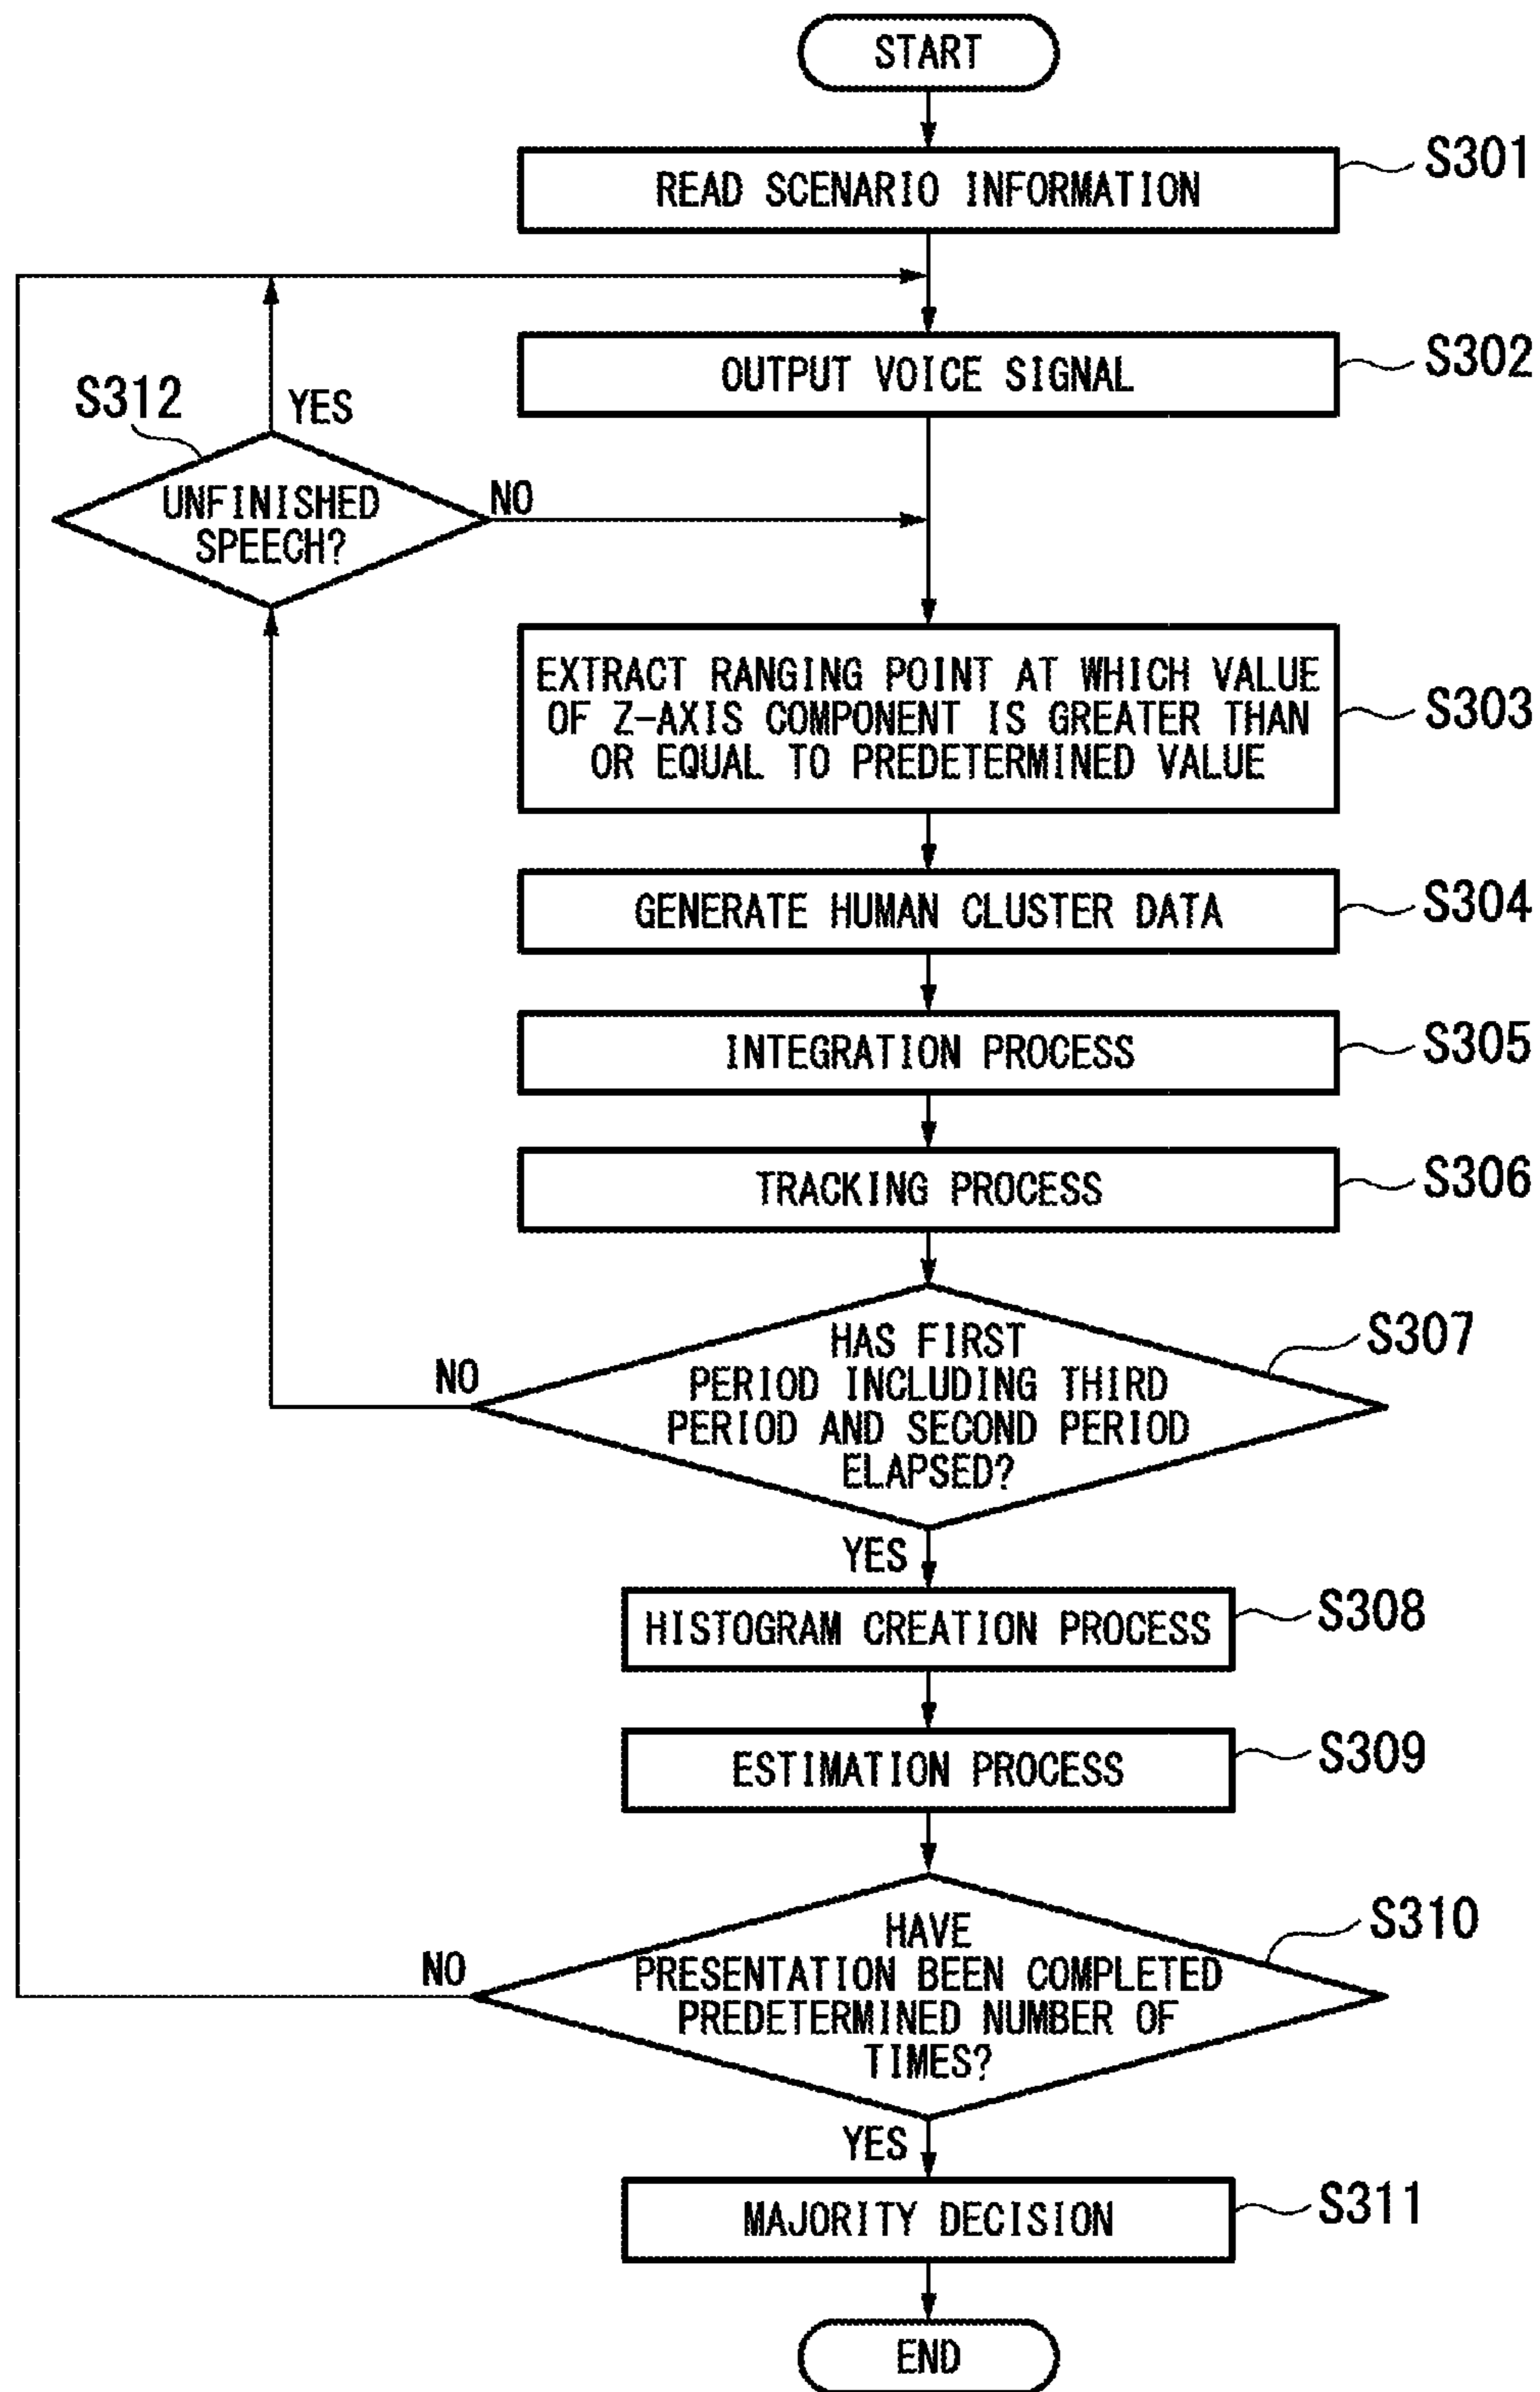 START
READ SCENARIO INFORMATION
S301
OUTPUT VOICE SIGNAL
S302
S312
YES
UNFINISHED
SPEECH?
NO
EXTRACT RANGING POINT AT WHICH VALUE
OF Z-AXIS COMPONENT IS GREATER THAN
OR EQUAL TO PREDETERMINED VALUE
S303
GENERATE HUMAN CLUSTER DATA
S304
INTEGRATION PROCESS
S305
TRACKING PROCESS
S306
HAS FIRST
PERIOD INCLUDING THIRD
PERIOD AND SECOND PERIOD
ELAPSED?
S307
NO
YES
HISTOGRAM CREATION PROCESS
S308
ESTIMATION PROCESS
S309
HAVE
PRESENTATION BEEN COMPLETED
PREDETERMINED NUMBER OF
TIMES?
S310
NO
YES
MAJORITY DECISION
S311
END